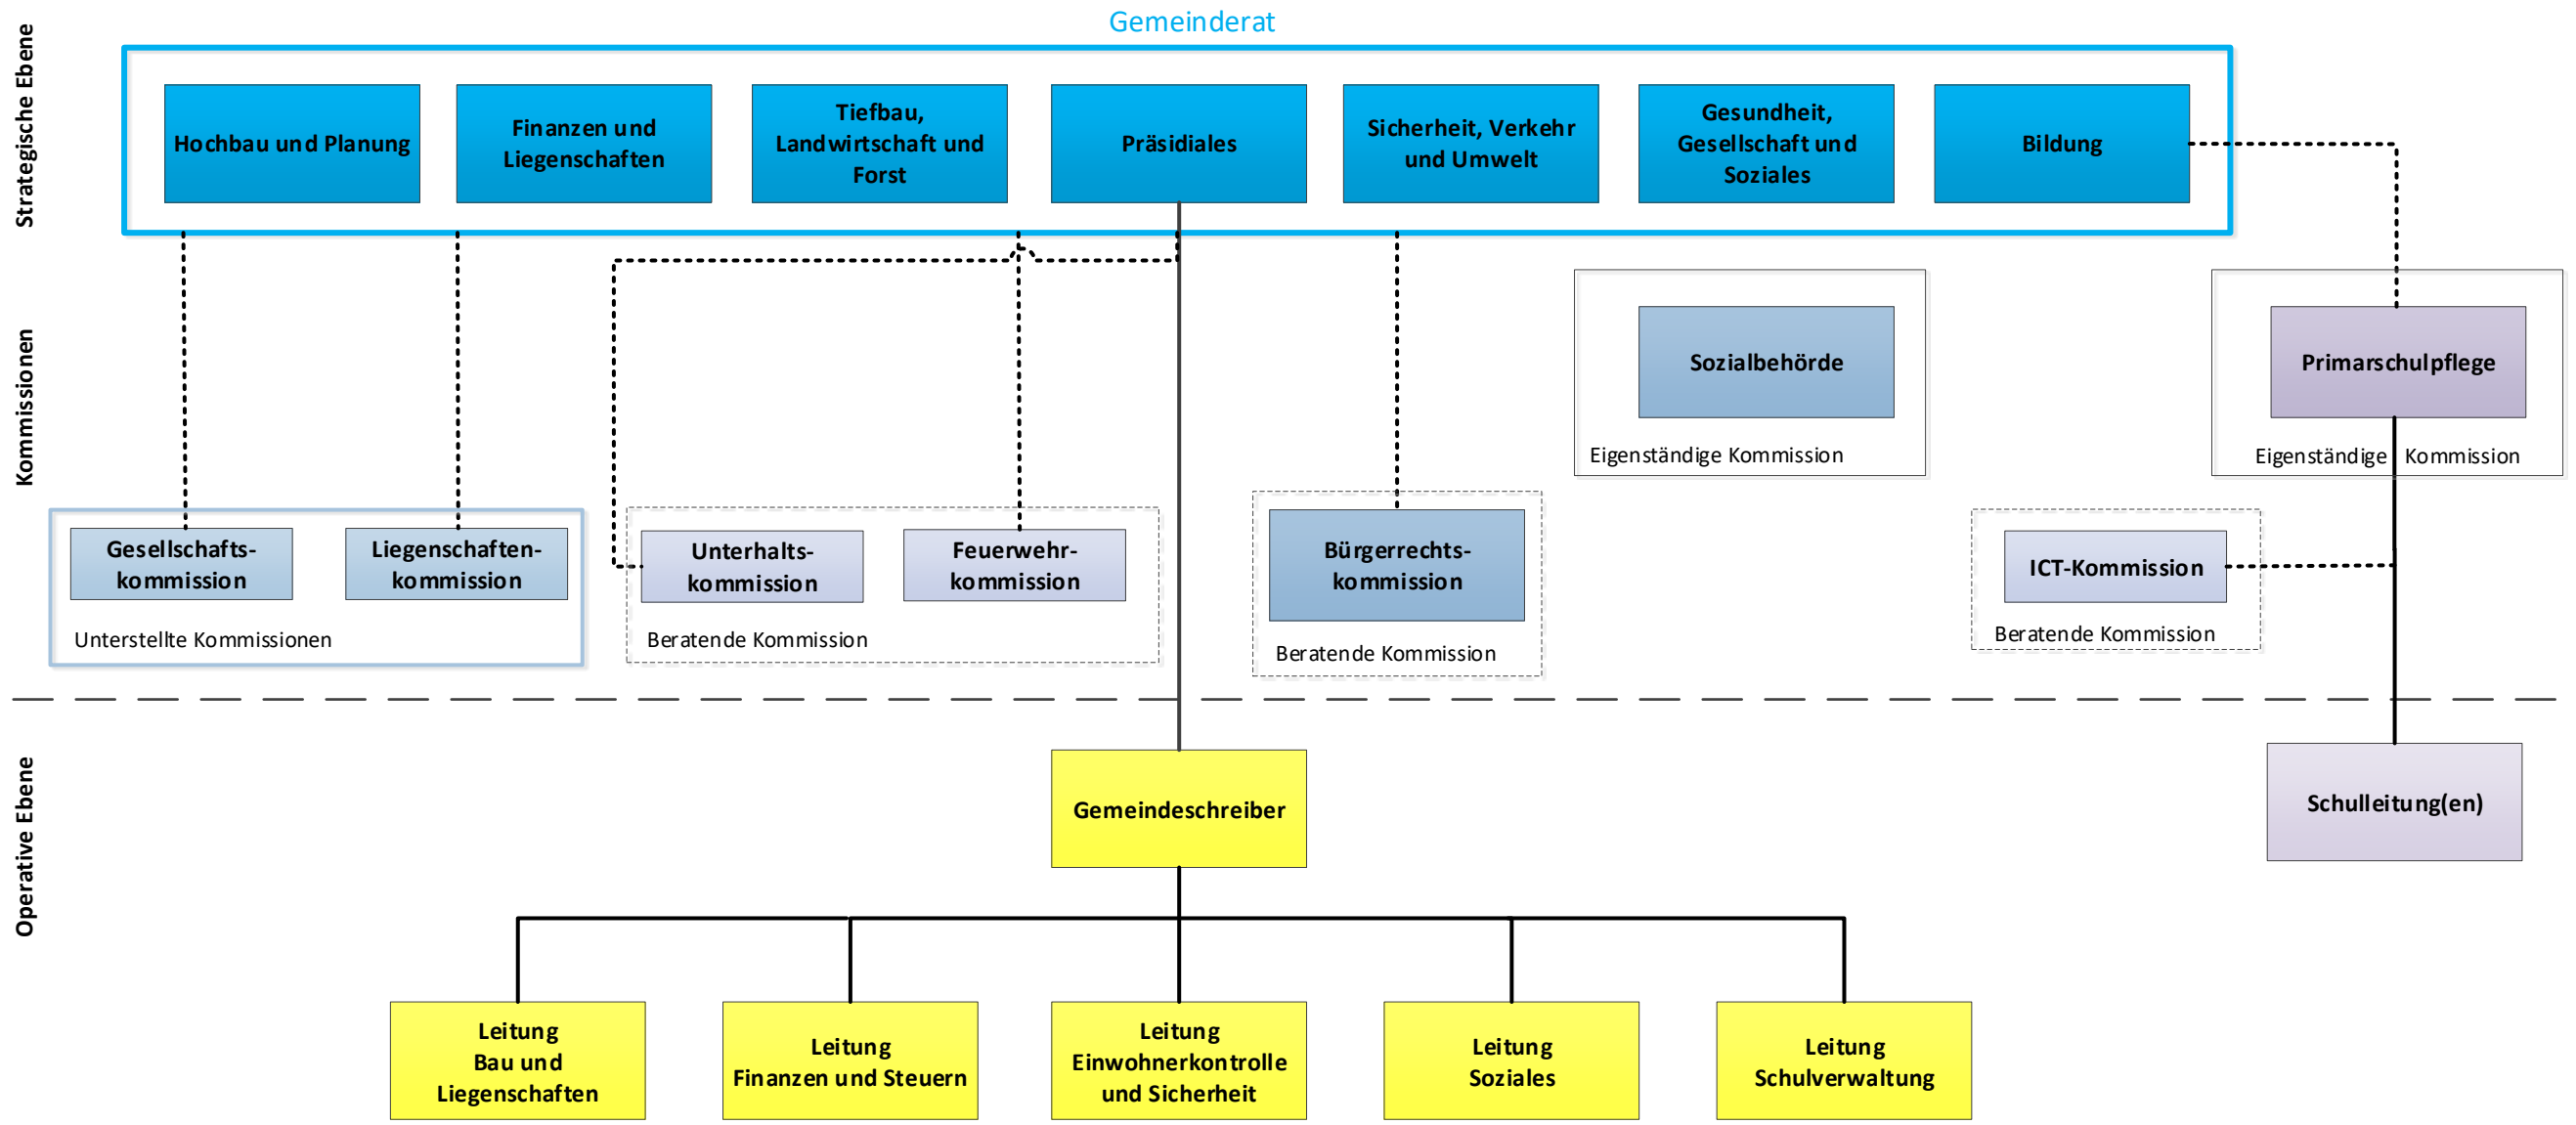 Gemeinderat
Strategische Ebene
Hochbau und Planung
Finanzen und
Liegenschaften
Tiefbau,
Landwirtschaft und
Forst
Präsidiales
Sicherheit, Verkehr
und Umwelt
Gesundheit,
Gesellschaft und
Soziales
Bildung
Kommissionen
Sozialbehörde
Eigenständige Kommission
Primarschulpflege
Eigenständige Kommission
Gesellschafts-
kommission
Liegenschaften-
kommission
Unterstellte Kommissionen
Unterhalts-
kommission
Feuerwehr-
kommission
Beratende Kommission
Bürgerrechts-
kommission
Beratende Kommission
ICT-Kommission
Beratende Kommission
Operative Ebene
Gemeindeschreiber
Schulleitung(en)
Leitung
Bau und
Liegenschaften
Leitung
Finanzen und Steuern
Leitung
Einwohnerkontrolle
und Sicherheit
Leitung
Soziales
Leitung
Schulverwaltung